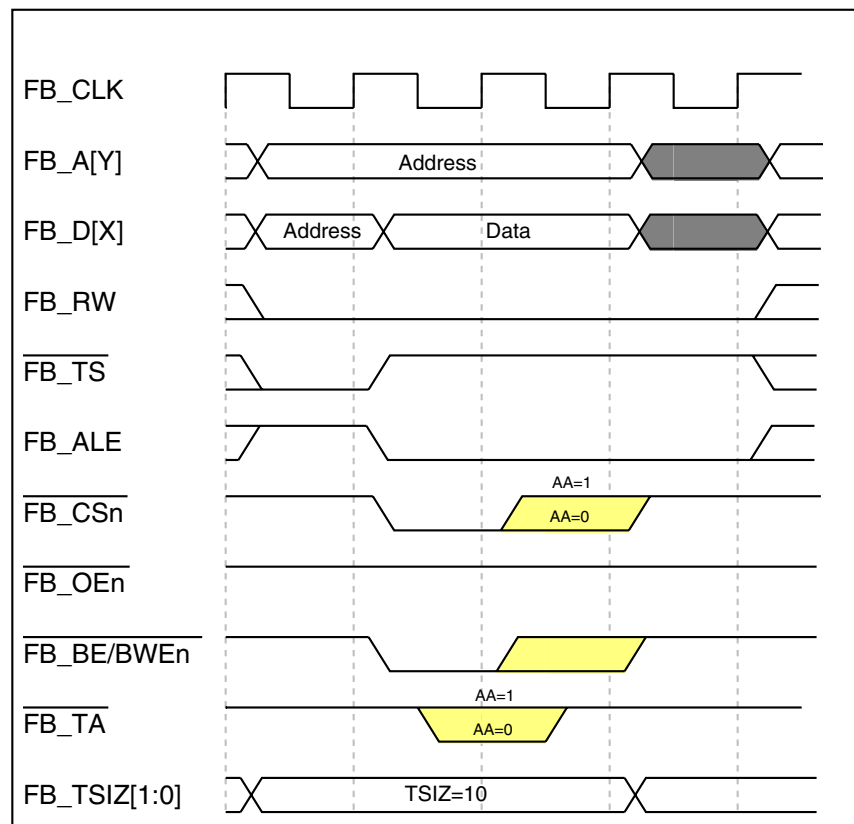 FB_CLK
FB_A[Y]
Address
FB_D[X]
Address
Data
FB_RW
FB_TS
FB_ALE
AA=1
FB_CSn
AA=0
FB_OEn
FB_BE/BWEn
AA=1
FB_TA
AA=0
FB_TSIZ[1:0]
TSIZ=10